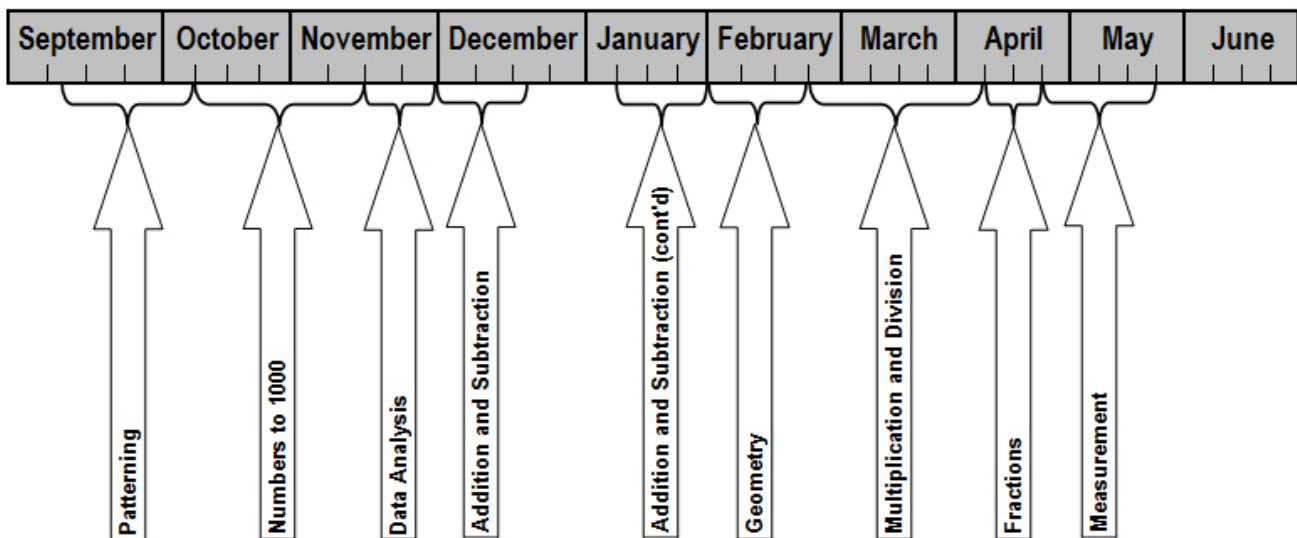 September October November December January February March April May June
Patterning
Numbers to 1000
Data Analysis
Addition and Subtraction
Addition and Subtraction (cont'd)
Geometry
Multiplication and Division
Fractions
Measurement